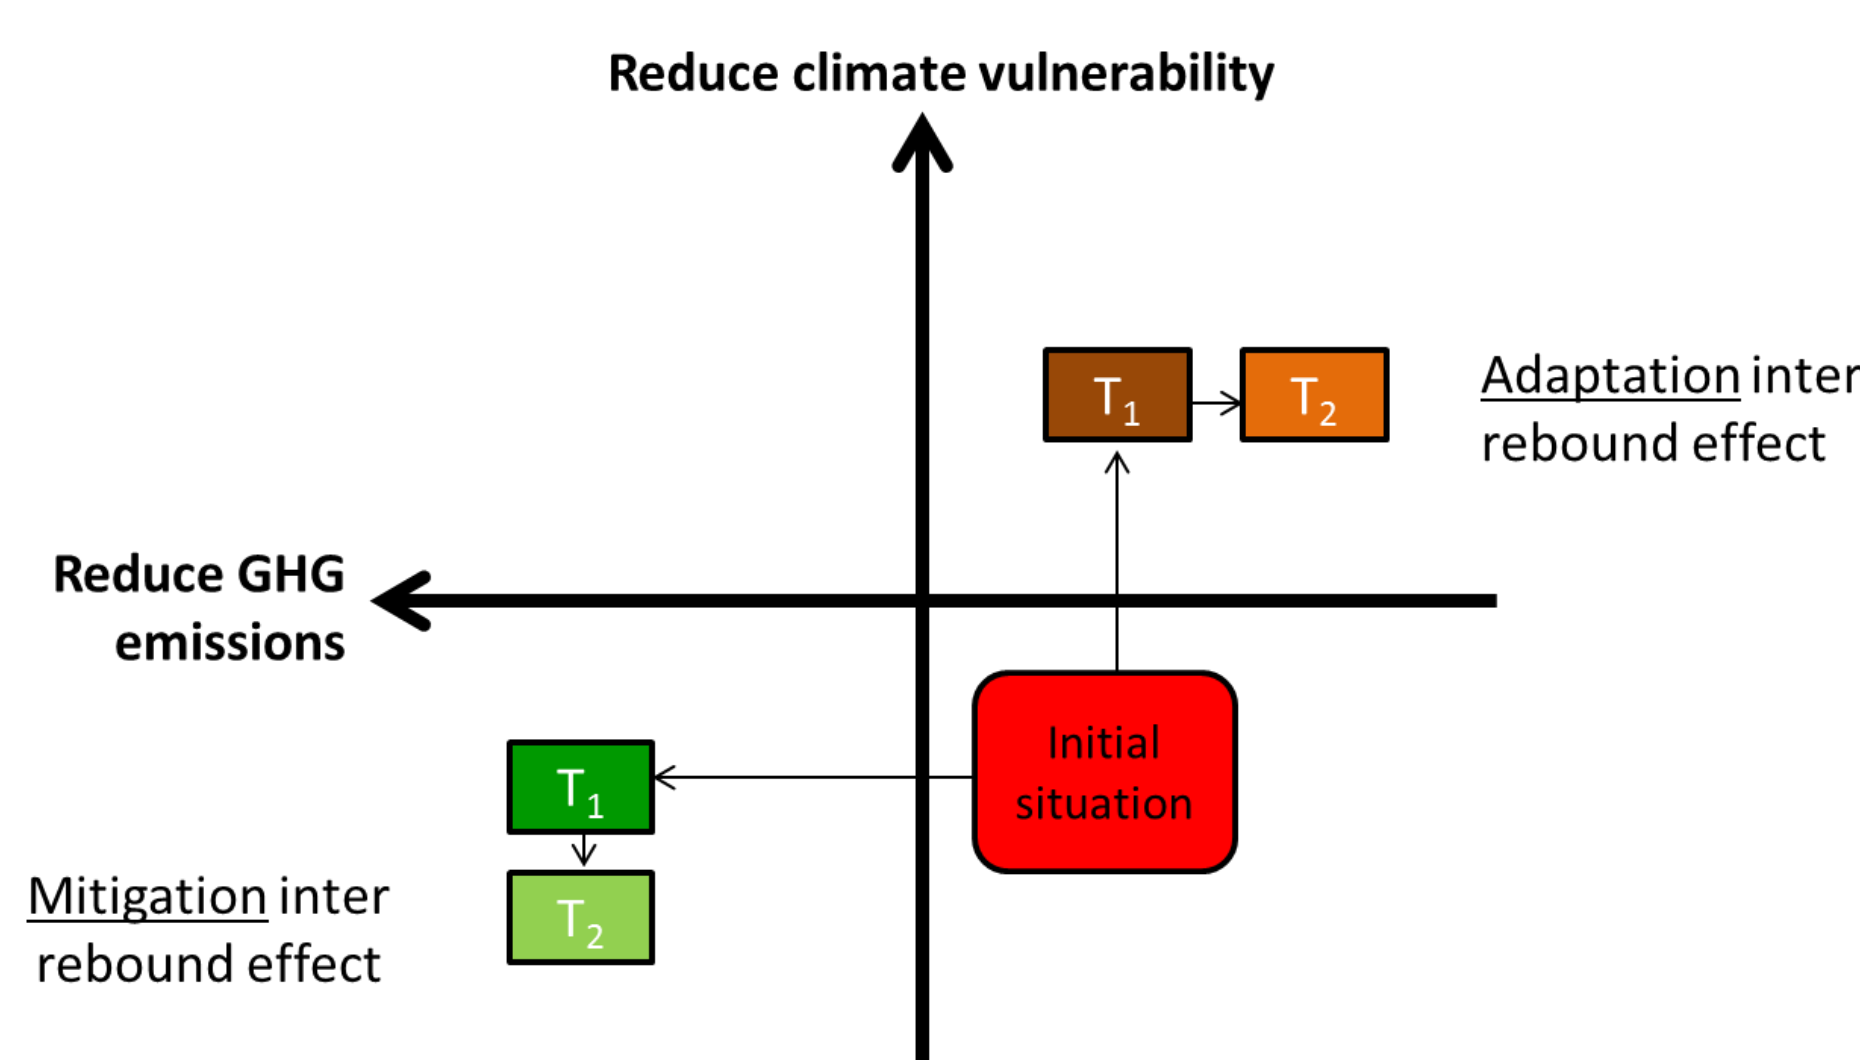 Reduce climate vulnerability
T1
T2
Adaptation inter
rebound effect
Reduce GHG
emissions
Initial
situation
T1
T2
Mitigation inter
rebound effect